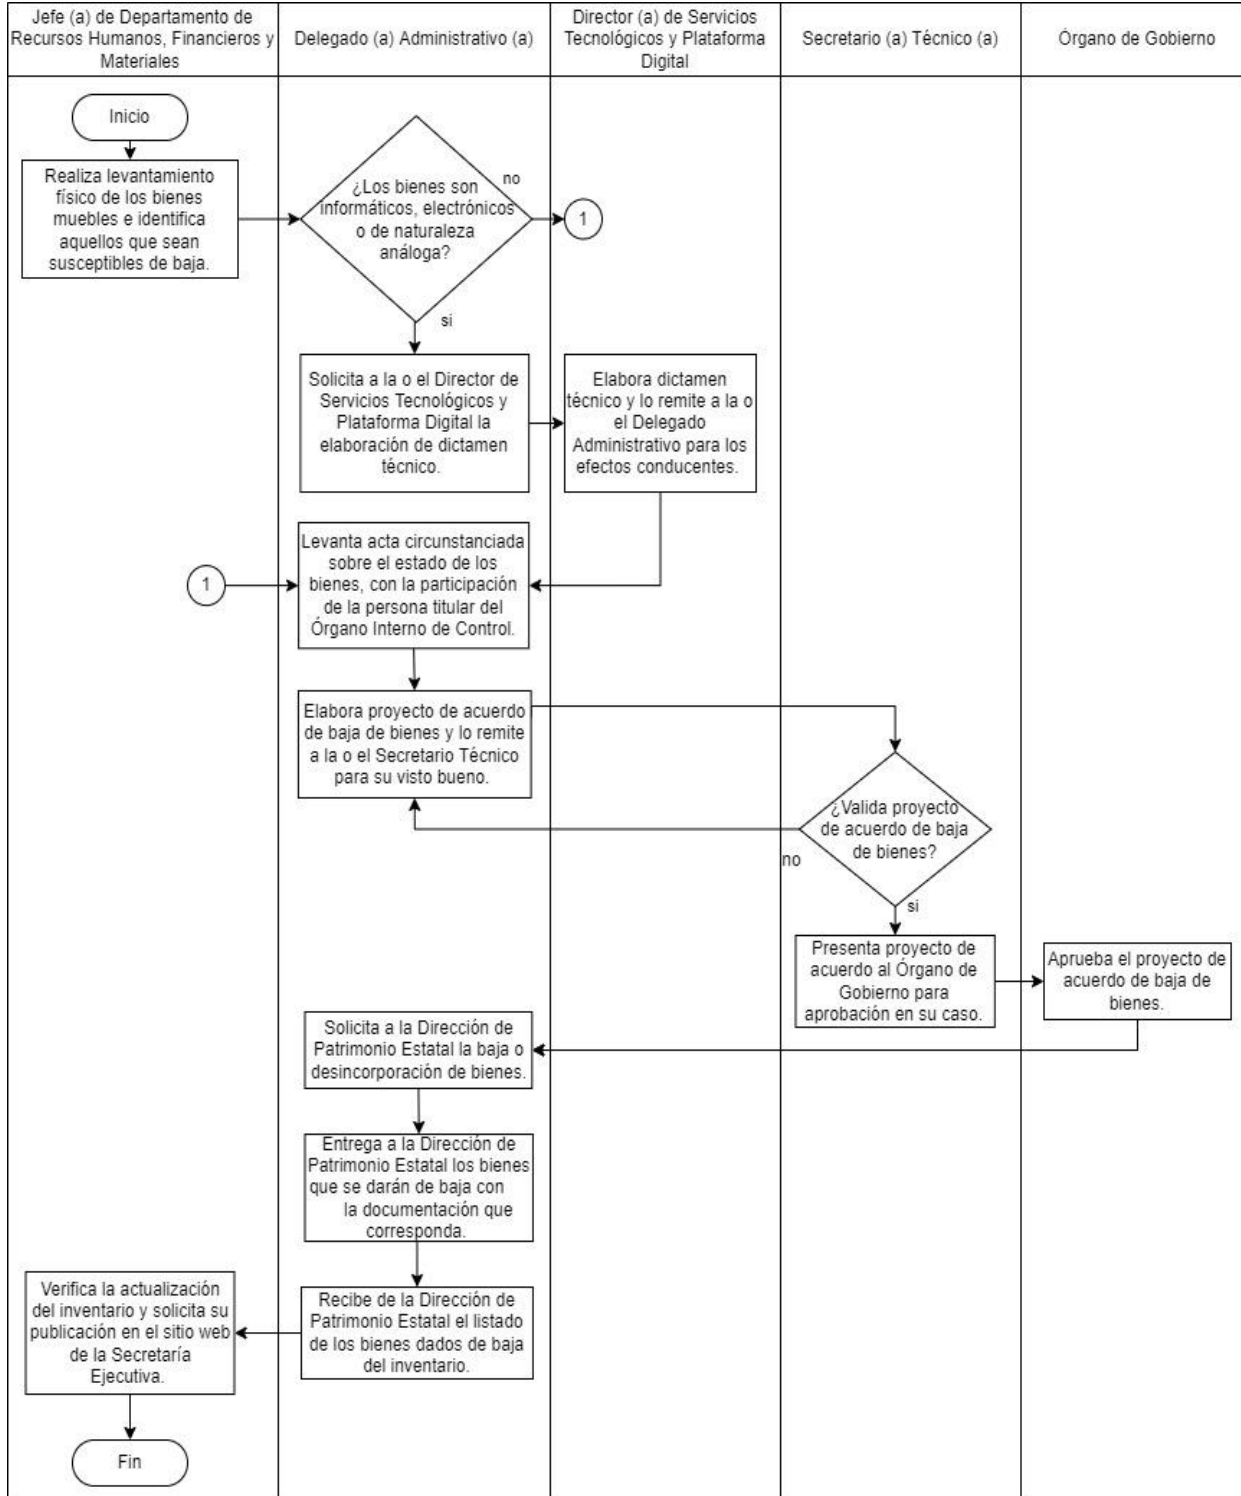 Jefe (a) de Departamento de
Recursos Humanos, Financieros y
Materiales
Delegado (a) Administrativo (a)
Director (a) de Servicios
Tecnológicos y Plataforma
Digital
Secretario (a) Técnico (a)
Órgano de Gobierno
Inicio
Realiza levantamiento
físico de los bienes
muebles e identifica
aquellos que sean
susceptibles de baja.
¿Los bienes son
informáticos, electrónicos
o de naturaleza
análoga?
no
1
si
Solicita a la o el Director de
Servicios Tecnológicos y
Plataforma Digital la
elaboración de dictamen
técnico.
Elabora dictamen
técnico y lo remite a la o
el Delegado
Administrativo para los
efectos conducentes.
1
Levanta acta circunstanciada
sobre el estado de los
bienes, con la participación
de la persona titular del
Órgano Interno de Control.
Elabora proyecto de acuerdo
de baja de bienes y lo remite
a la o el Secretario Técnico
para su visto bueno.
¿Valida proyecto
de acuerdo de baja
de bienes?
no
si
Presenta proyecto de
acuerdo al Órgano de
Gobierno para
aprobación en su caso.
Aprueba el proyecto de
acuerdo de baja de
bienes.
Solicita a la Dirección de
Patrimonio Estatal la baja o
desincorporación de bienes.
Entrega a la Dirección de
Patrimonio Estatal los bienes
que se darán de baja con
la documentación que
corresponda.
Recibe de la Dirección de
Patrimonio Estatal el listado
de los bienes dados de baja
del inventario.
Verifica la actualización
del inventario y solicita su
publicación en el sitio web
de la Secretaría
Ejecutiva.
Fin